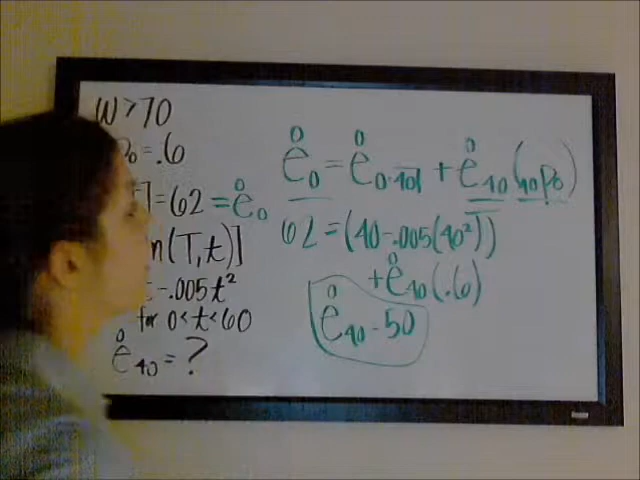 W > 70
p₀ = .6
= 62 = e̊₀
n(T, t)]
- .005t²
for 0 < t < 60
e̊₄₀ = ?
e̊₀ = e̊₀:₄₀┐ + e̊₄₀(₄₀p₀)
62 = (40 - .005(40²))
+ e̊₄₀(.6)
e̊₄₀ = 50